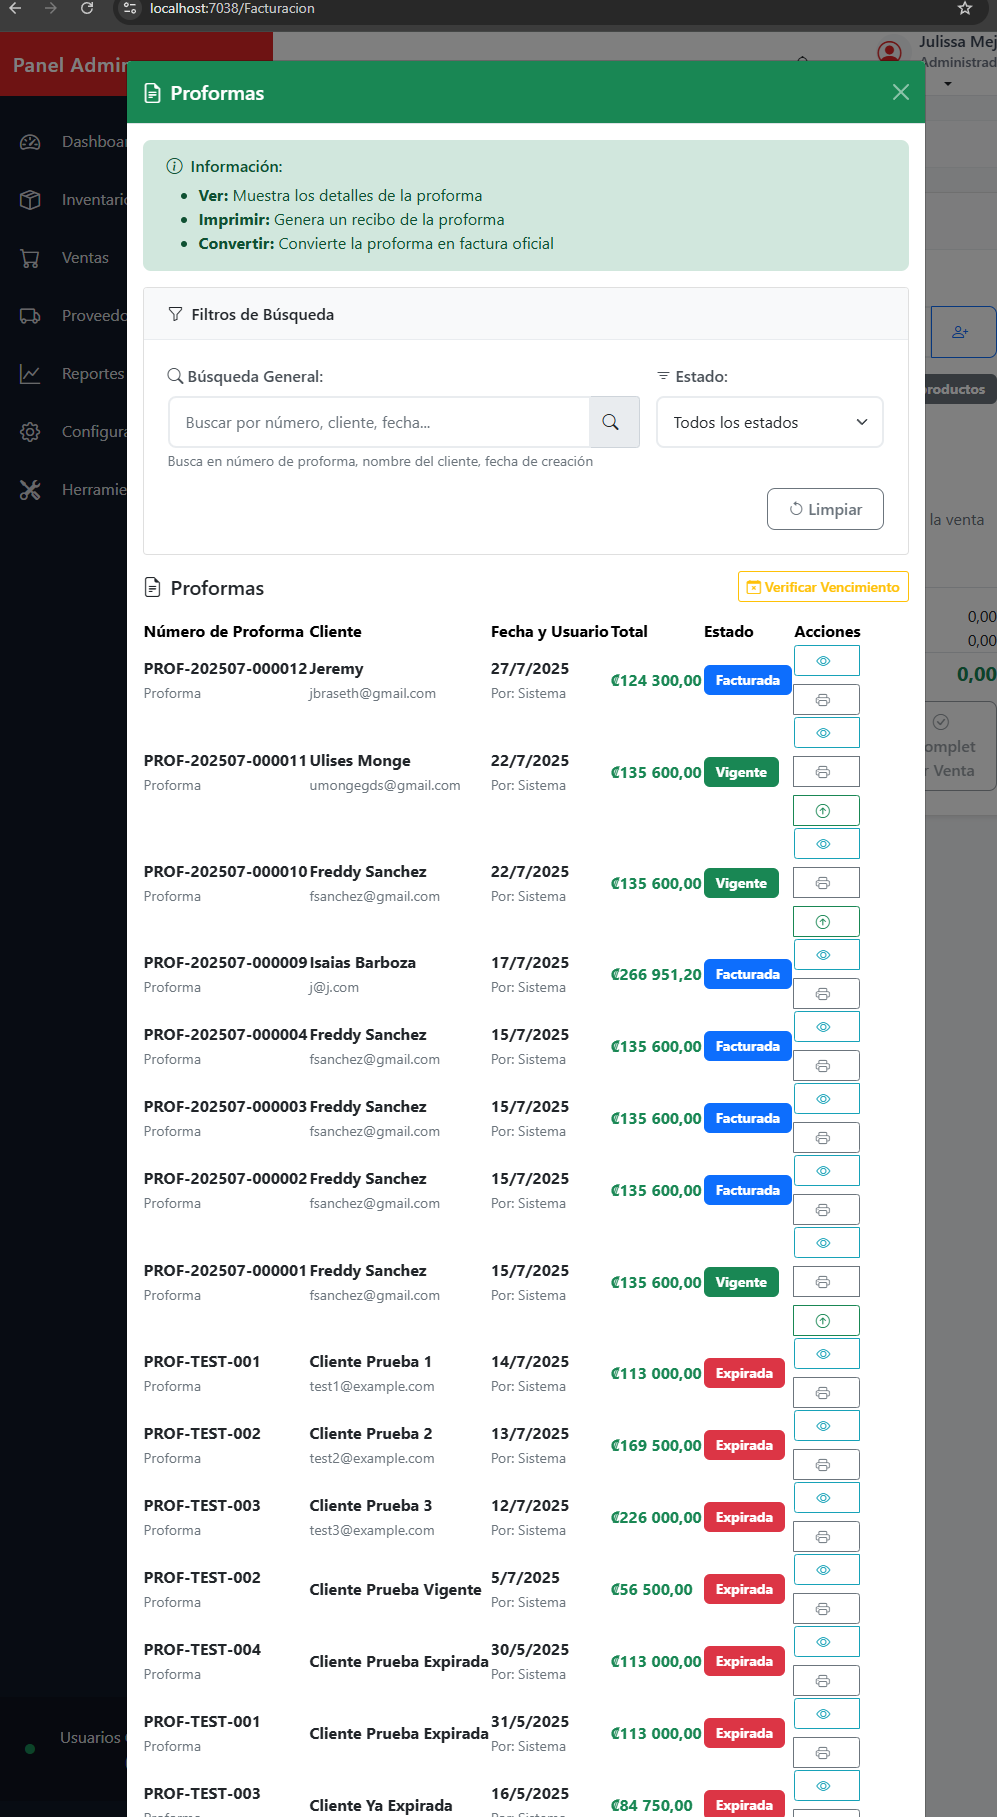 localhost:7038/Facturacion
Panel Admin
Julissa Mej
Administrad
Proformas
Dashboar
Inventario
Ventas
Proveedo
Reportes
Configura
Herramie
Información:
Ver: Muestra los detalles de la proforma
Imprimir: Genera un recibo de la proforma
Convertir: Convierte la proforma en factura oficial
Filtros de Búsqueda
Búsqueda General:
Estado:
Buscar por número, cliente, fecha...
Todos los estados
Busca en número de proforma, nombre del cliente, fecha de creación
Limpiar
roductos
la venta
0,00
0,00
0,00
omplet
r Venta
Proformas
Verificar Vencimiento
Número de Proforma Cliente Fecha y Usuario Total Estado Acciones
PROF-202507-000012 Jeremy 27/7/2025 ₡124 300,00 Facturada
Proforma jbraseth@gmail.com Por: Sistema
PROF-202507-000011 Ulises Monge 22/7/2025 ₡135 600,00 Vigente
Proforma umongegds@gmail.com Por: Sistema
PROF-202507-000010 Freddy Sanchez 22/7/2025 ₡135 600,00 Vigente
Proforma fsanchez@gmail.com Por: Sistema
PROF-202507-000009 Isaias Barboza 17/7/2025 ₡266 951,20 Facturada
Proforma j@j.com Por: Sistema
PROF-202507-000004 Freddy Sanchez 15/7/2025 ₡135 600,00 Facturada
Proforma fsanchez@gmail.com Por: Sistema
PROF-202507-000003 Freddy Sanchez 15/7/2025 ₡135 600,00 Facturada
Proforma fsanchez@gmail.com Por: Sistema
PROF-202507-000002 Freddy Sanchez 15/7/2025 ₡135 600,00 Facturada
Proforma fsanchez@gmail.com Por: Sistema
PROF-202507-000001 Freddy Sanchez 15/7/2025 ₡135 600,00 Vigente
Proforma fsanchez@gmail.com Por: Sistema
PROF-TEST-001 Cliente Prueba 1 14/7/2025 ₡113 000,00 Expirada
Proforma test1@example.com Por: Sistema
PROF-TEST-002 Cliente Prueba 2 13/7/2025 ₡169 500,00 Expirada
Proforma test2@example.com Por: Sistema
PROF-TEST-003 Cliente Prueba 3 12/7/2025 ₡226 000,00 Expirada
Proforma test3@example.com Por: Sistema
PROF-TEST-002 Cliente Prueba Vigente 5/7/2025 ₡56 500,00 Expirada
Proforma Por: Sistema
PROF-TEST-004 Cliente Prueba Expirada 30/5/2025 ₡113 000,00 Expirada
Proforma Por: Sistema
PROF-TEST-001 Cliente Prueba Expirada 31/5/2025 ₡113 000,00 Expirada
Proforma Por: Sistema
PROF-TEST-003 Cliente Ya Expirada 16/5/2025 ₡84 750,00 Expirada
Proforma Por: Sistema
Usuarios